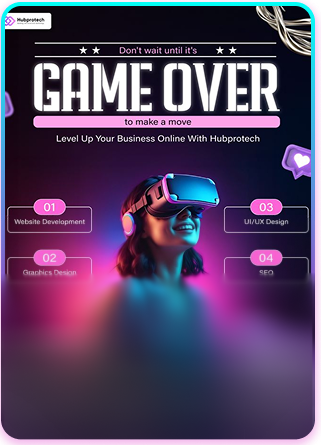 Hubprotech
Don't wait until it's
GAME OVER
to make a move
Level Up Your Business Online With Hubprotech
01
Website Development
02
Graphics Design
03
UI/UX Design
04
SEO